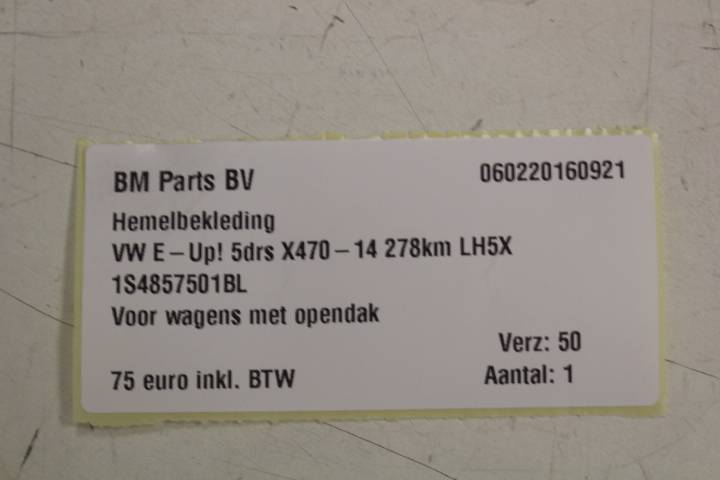 BM Parts BV 060220160921
Hemelbekleding
VW E-Up! 5drs X470-14 278km LH5X
1S4857501BL
Voor wagens met opendak
Verz: 50
75 euro inkl. BTW Aantal: 1